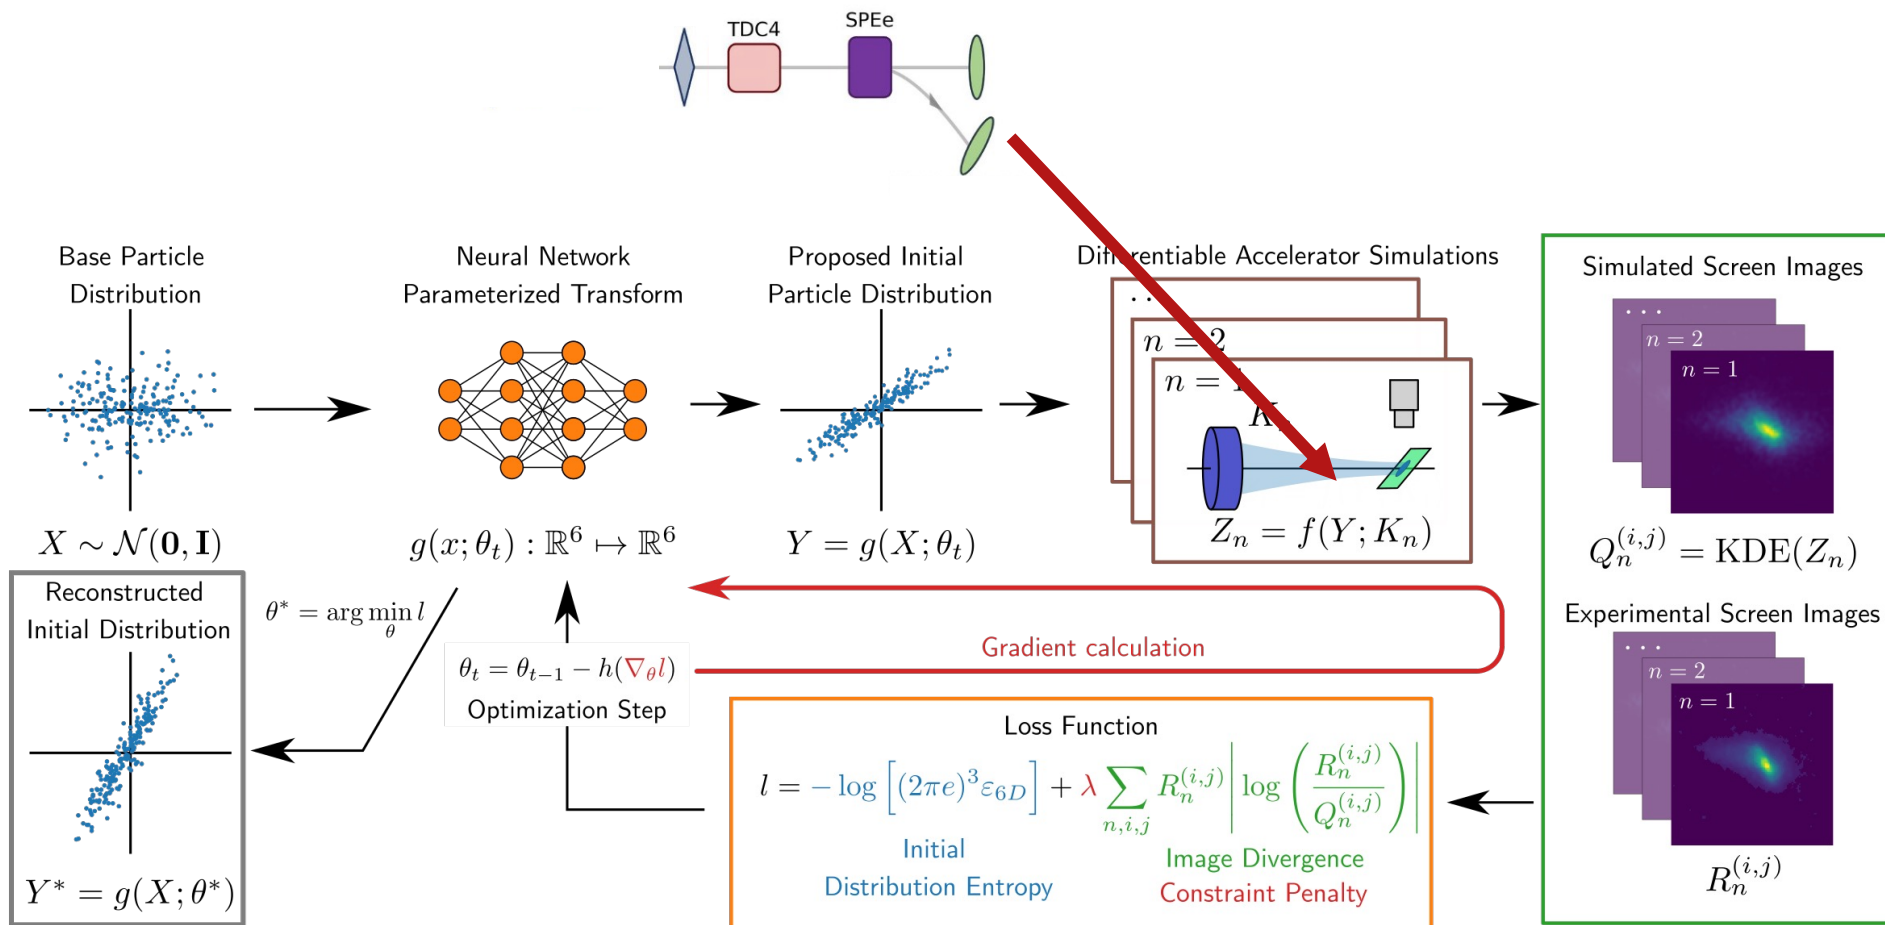 TDC4
SPEe
Base Particle
Distribution
X ∼ 𝒩(𝟎, 𝐈)
Neural Network
Parameterized Transform
g(x; θ_t) : ℝ^6 ↦ ℝ^6
Proposed Initial
Particle Distribution
Y = g(X; θ_t)
Differentiable Accelerator Simulations
. .
n = 2
n = 1
Z_n = f(Y; K_n)
Simulated Screen Images
. . .
n = 2
n = 1
Q_n^{(i,j)} = KDE(Z_n)
Experimental Screen Images
. . .
n = 2
n = 1
R_n^{(i,j)}
Reconstructed
Initial Distribution
Y* = g(X; θ*)
θ* = arg min_θ l
θ_t = θ_{t−1} − h(∇_θ l)
Optimization Step
Gradient calculation
Loss Function
l = − log [(2πe)^3 ε_{6D}] + λ ∑_{n,i,j} R_n^{(i,j)} | log ( R_n^{(i,j)} / Q_n^{(i,j)} ) |
Initial
Distribution Entropy
Image Divergence
Constraint Penalty